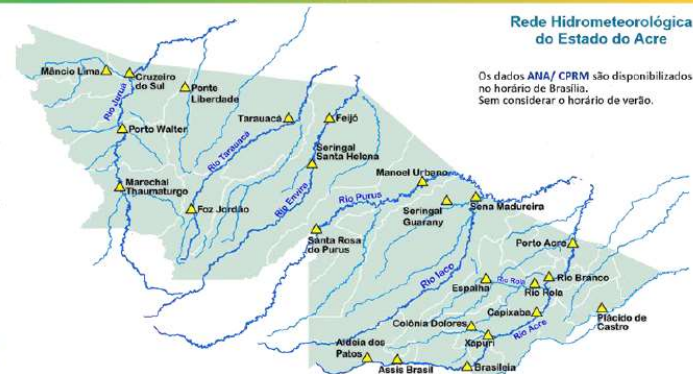 Rede Hidrometeorológica
do Estado do Acre
Os dados ANA/ CPRM são disponibilizados
no horário de Brasília.
Sem considerar o horário de verão.
Mâncio Lima
Cruzeiro
do Sul
Ponte
Liberdade
Rio Juruá
Porto Walter
Tarauacá
Feijó
Rio Tarauacá
Seringal
Santa Helena
Marechal
Thaumaturgo
Foz Jordão
Rio Envira
Manoel Urbano
Rio Purus
Seringal
Guarany
Sena Madureira
Santa Rosa
do Purus
Porto Acre
Rio Iaco
Espalha
Rio Rola
Rio Branco
Rio Rola
Capixaba
Plácido de
Castro
Colônia Dolores
Rio Acre
Xapuri
Aldeia dos
Patos
Assis Brasil
Brasileia